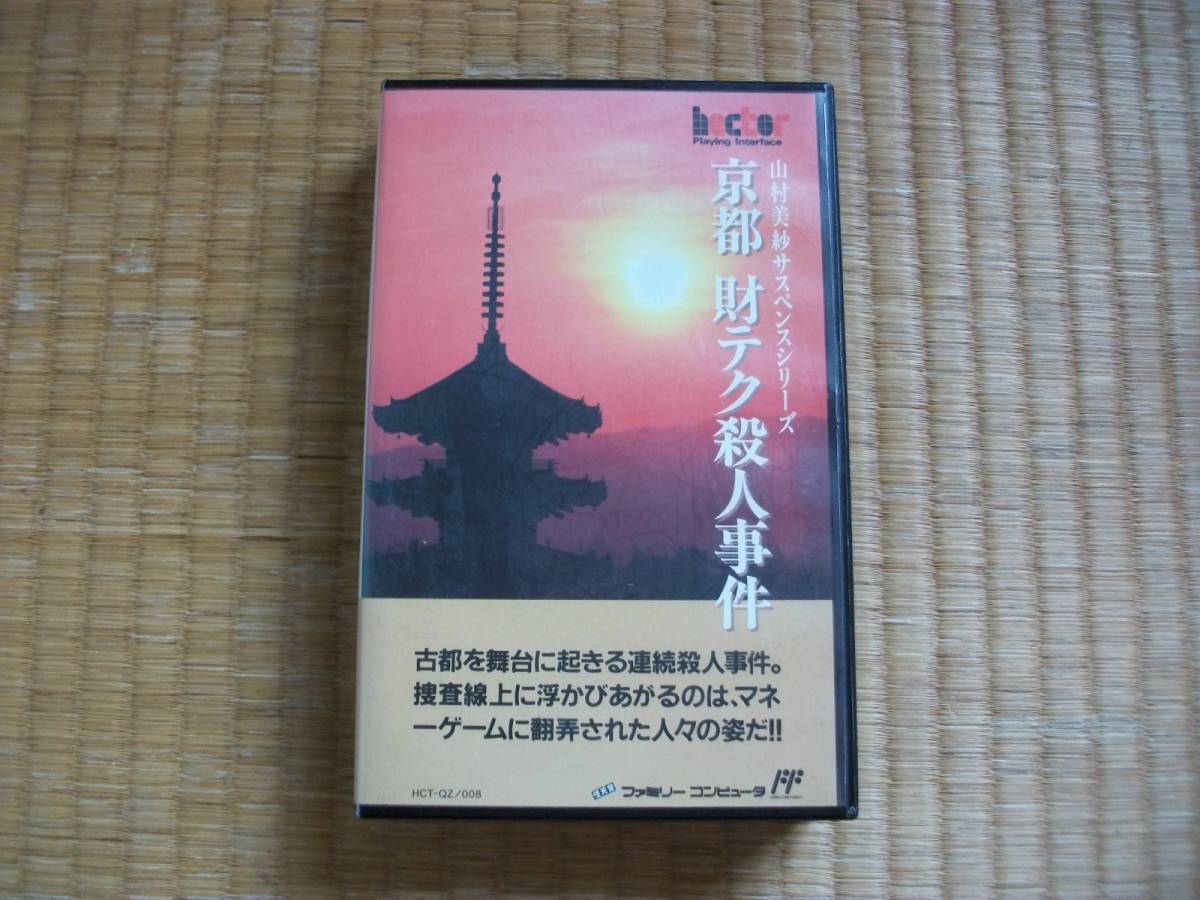 hector
Playing Interface
山村美紗サスペンスシリーズ
京都 財テク殺人事件
古都を舞台に起きる連続殺人事件。
捜査線上に浮かびあがるのは、マネ
ーゲームに翻弄された人々の姿だ!!
HCT-QZ/008
任天堂 ファミリーコンピュータ